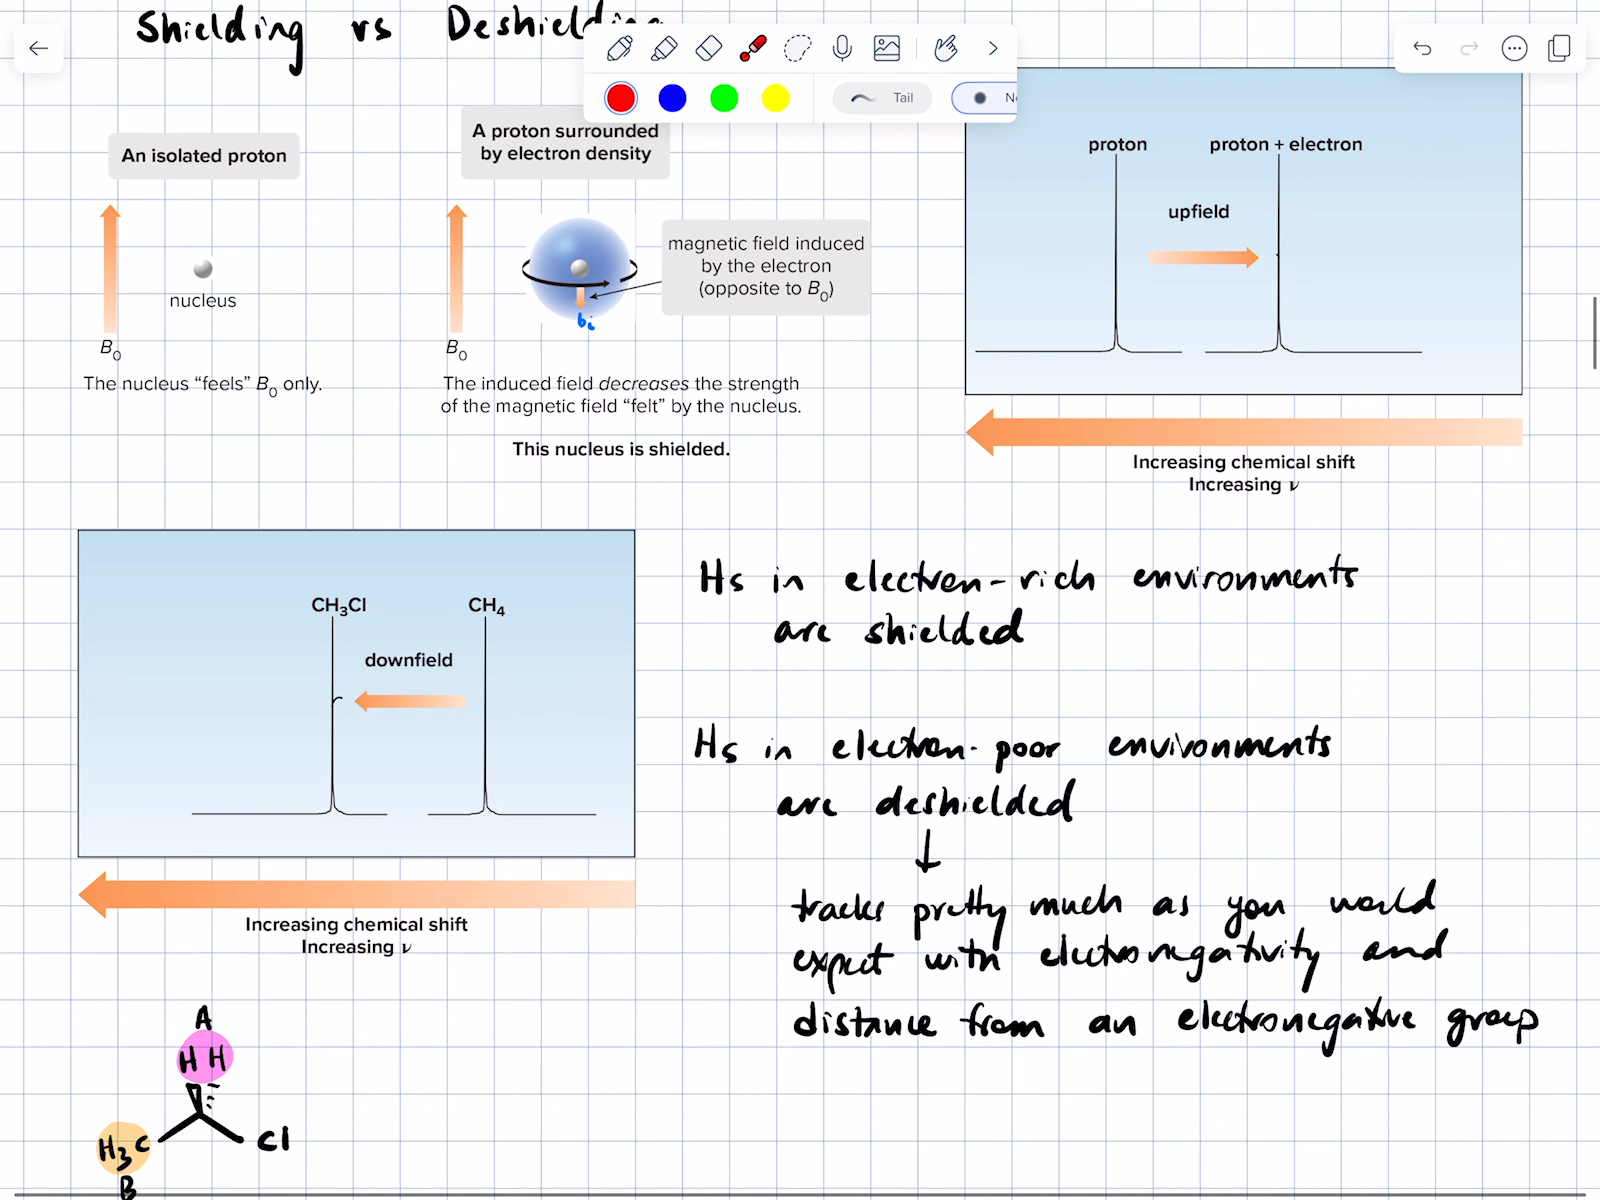 Shielding vs Deshielding
Tail
An isolated proton
B0
nucleus
The nucleus “feels” B0 only.
A proton surrounded
by electron density
B0
bi
magnetic field induced
by the electron
(opposite to B0)
The induced field decreases the strength
of the magnetic field “felt” by the nucleus.
This nucleus is shielded.
proton
proton + electron
upfield
Increasing chemical shift
Increasing ν
CH3Cl
CH4
downfield
Increasing chemical shift
Increasing ν
Hs in electron-rich environments
are shielded
Hs in electron-poor environments
are deshielded
↓
tracks pretty much as you would
expect with electronegativity and
distance from an electronegative group
A
H H
H3C
Cl
B